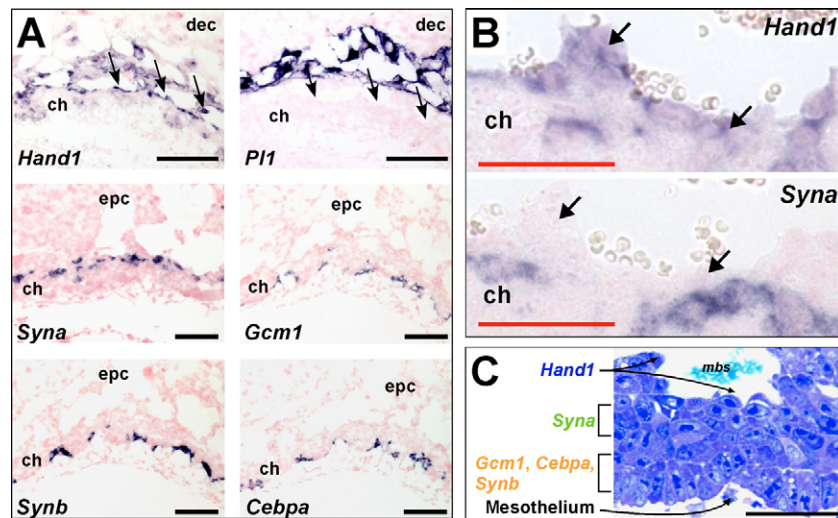 A
dec
ch
Hand1
dec
ch
Pl1
epc
ch
Syna
epc
ch
Gcm1
epc
ch
Synb
epc
ch
Cebpa
B
Hand1
ch
Syna
ch
C
Hand1
mbs
Syna
Gcm1, Cebpa,
Synb
Mesothelium